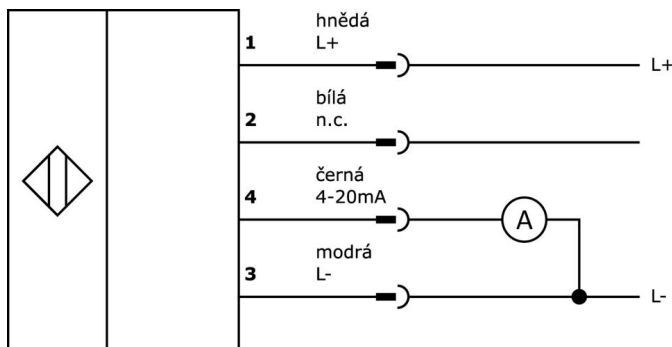 hnědá
1 L+
L+
bílá
2 n.c.
černá
4 4-20mA
A
modrá
3 L-
L-